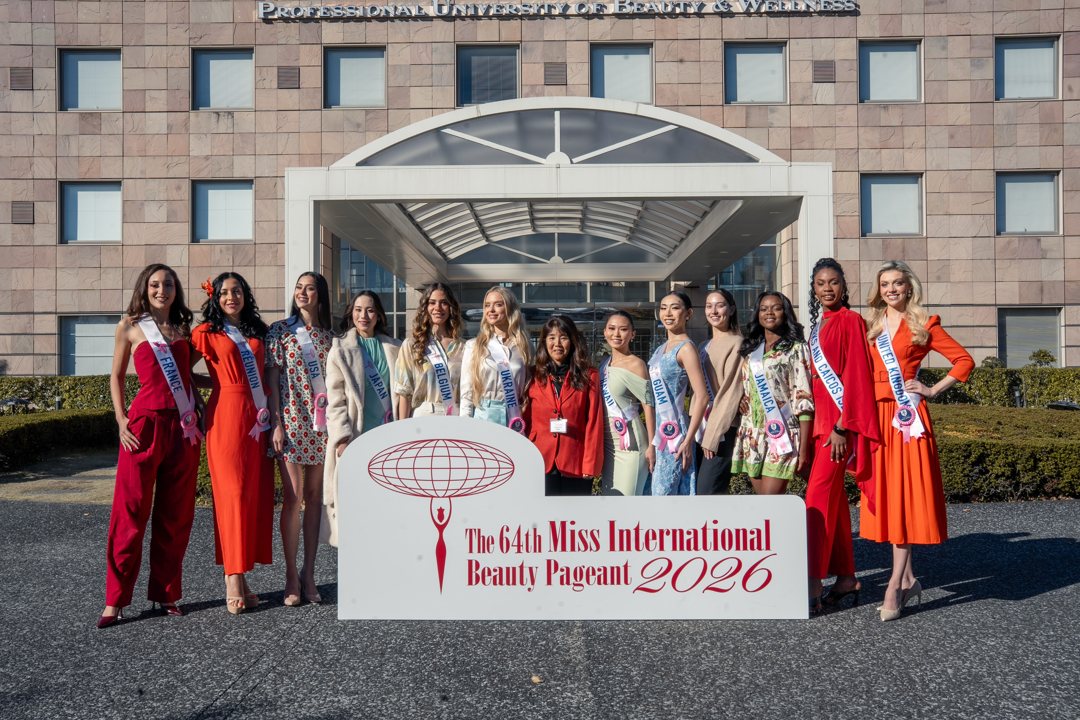 PROFESSIONAL UNIVERSITY OF BEAUTY & WELLNESS
FRANCE
REUNION
USA
JAPAN
BELGIUM
UKRAINE
GUAM
JAMAICA
CAICOS
UNITED KINGDOM
The 64th Miss International
Beauty Pageant 2026